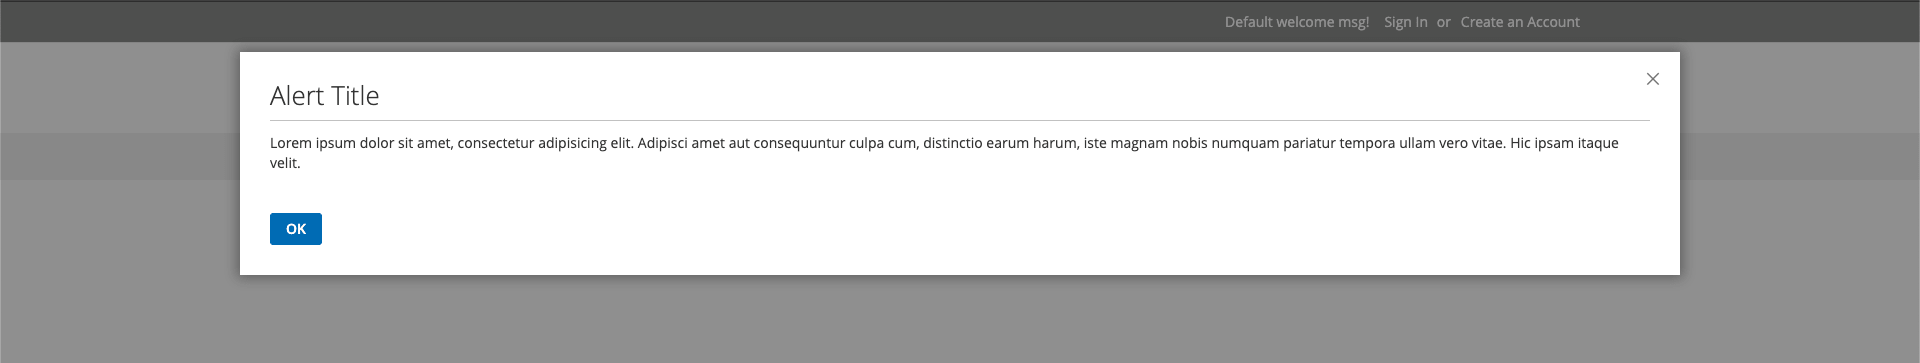 Default welcome msg! Sign In or Create an Account
Alert Title
Lorem ipsum dolor sit amet, consectetur adipisicing elit. Adipisci amet aut consequuntur culpa cum, distinctio earum harum, iste magnam nobis numquam pariatur tempora ullam vero vitae. Hic ipsam itaque
velit.
OK